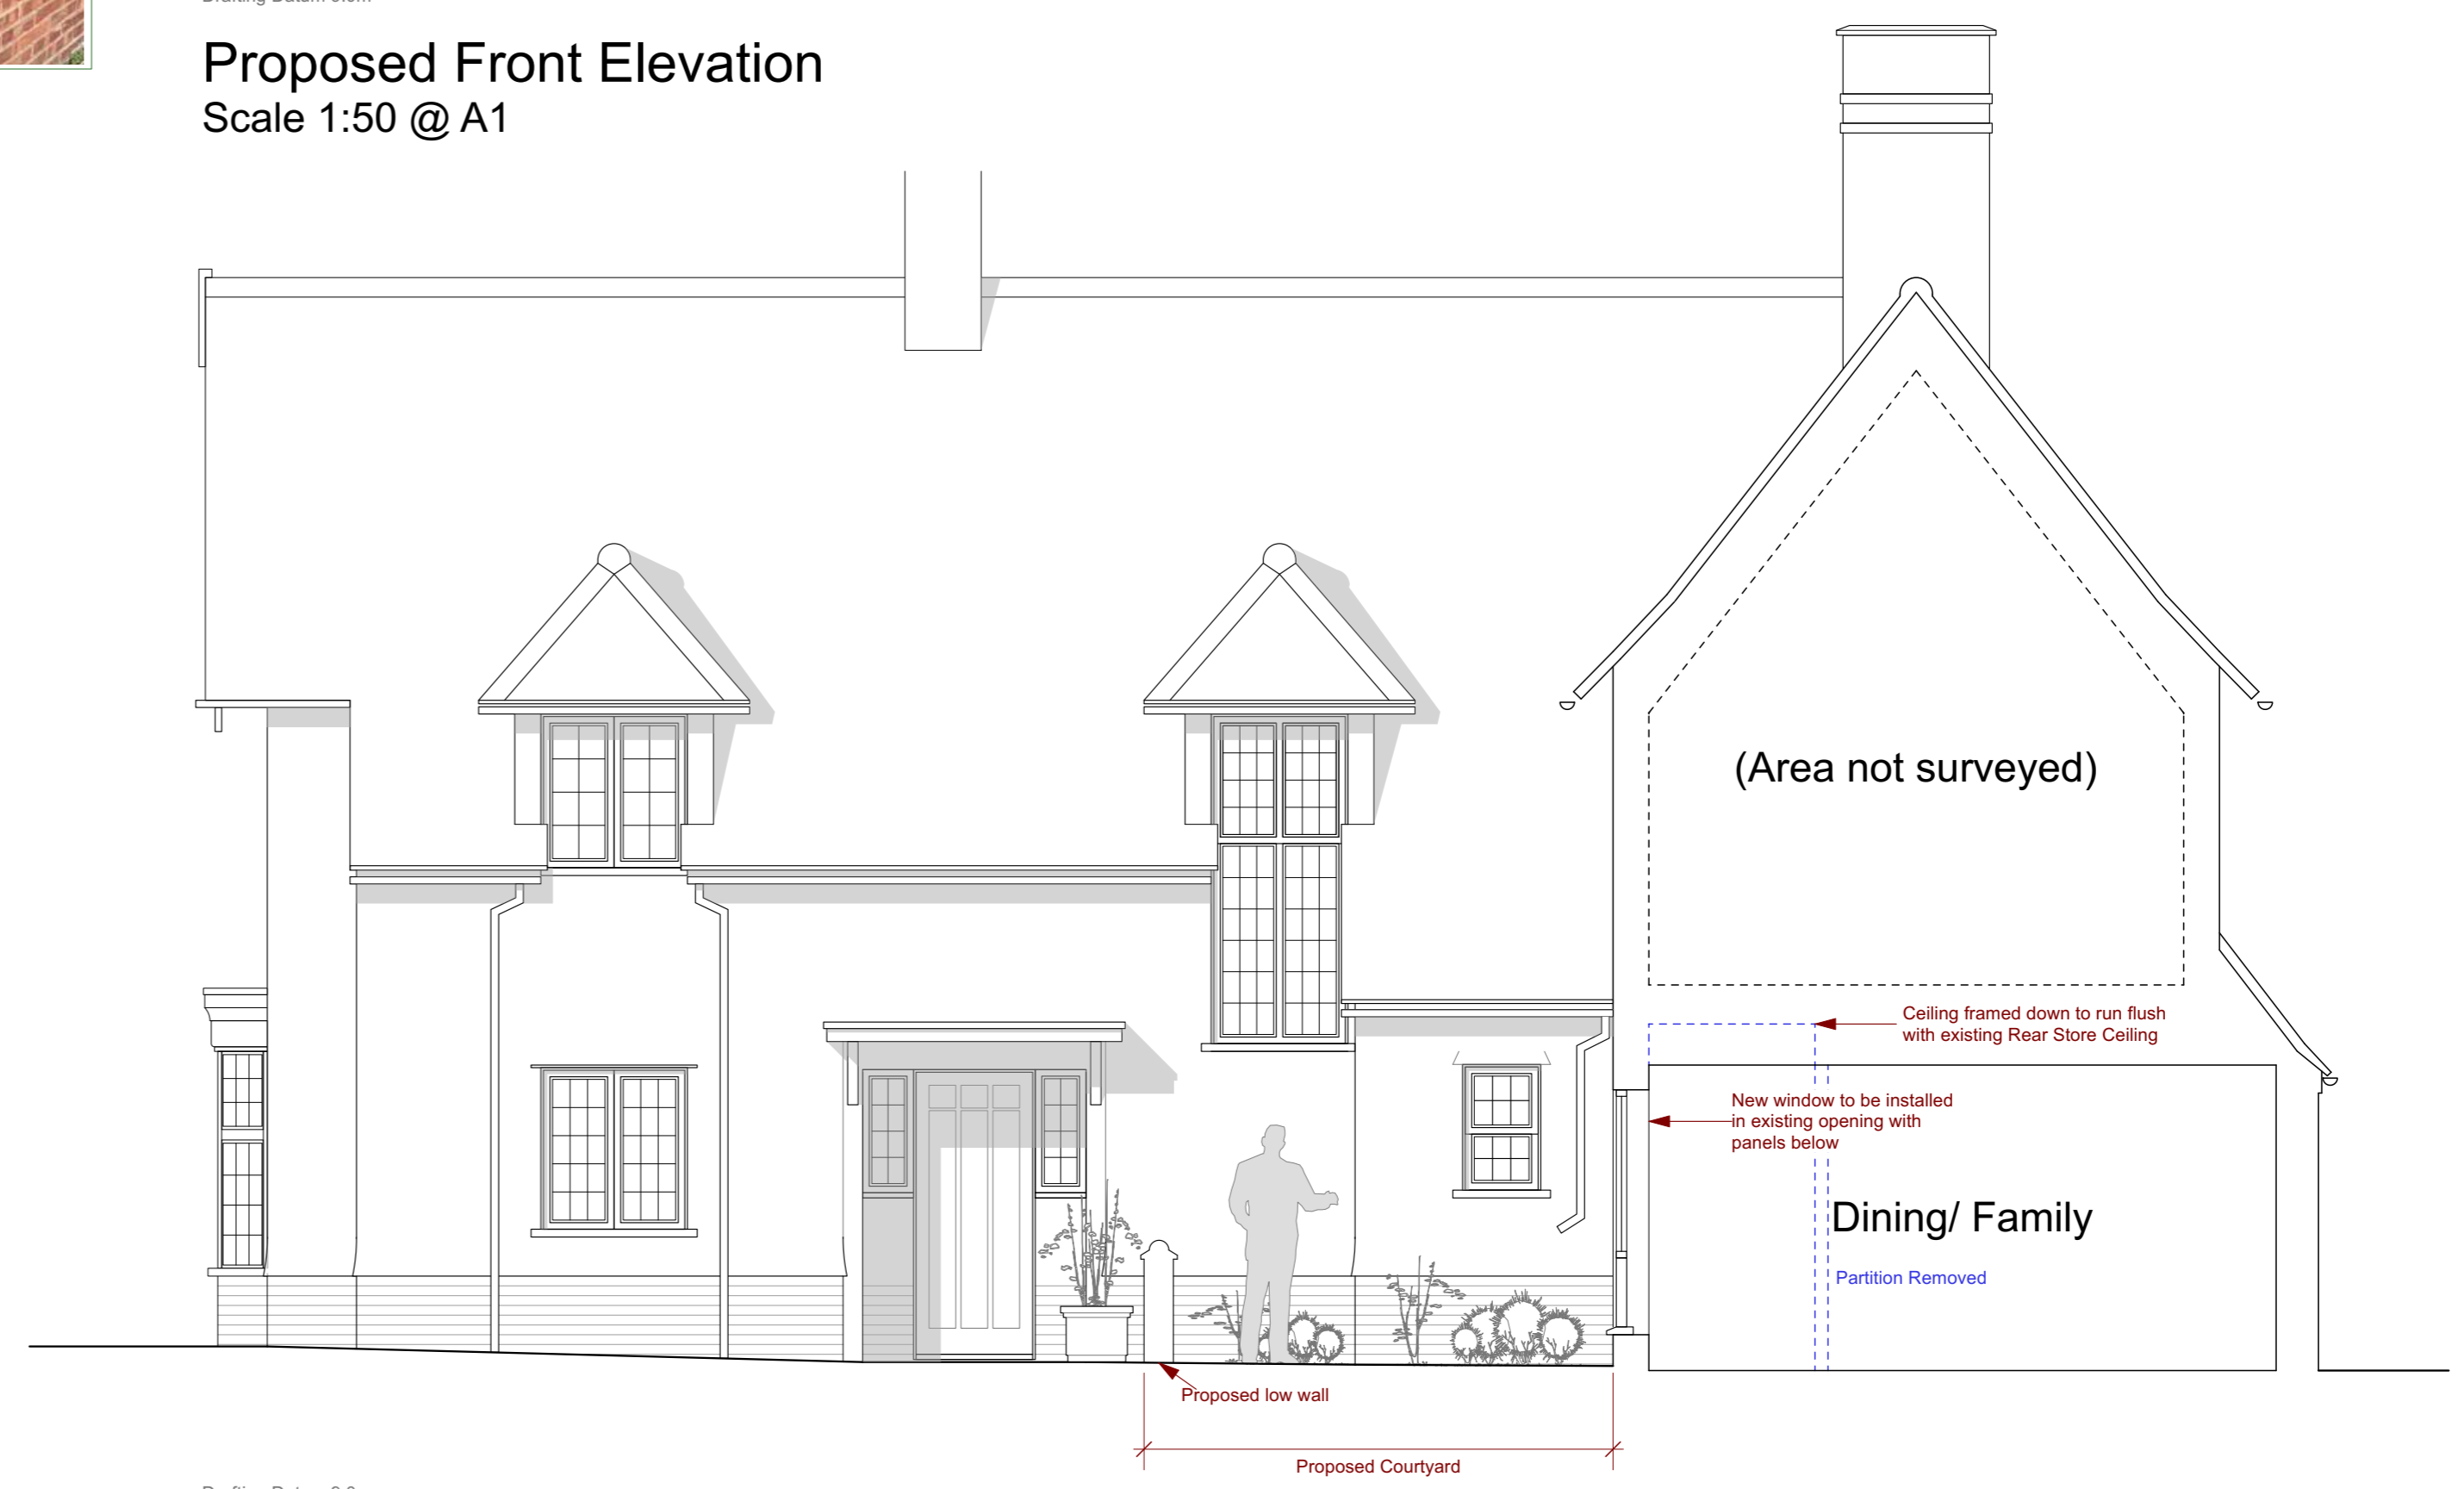 Proposed Front Elevation
Scale 1:50 @ A1
(Area not surveyed)
Ceiling framed down to run flush
with existing Rear Store Ceiling
New window to be installed
in existing opening with
panels below
Dining/ Family
Partition Removed
Proposed low wall
Proposed Courtyard